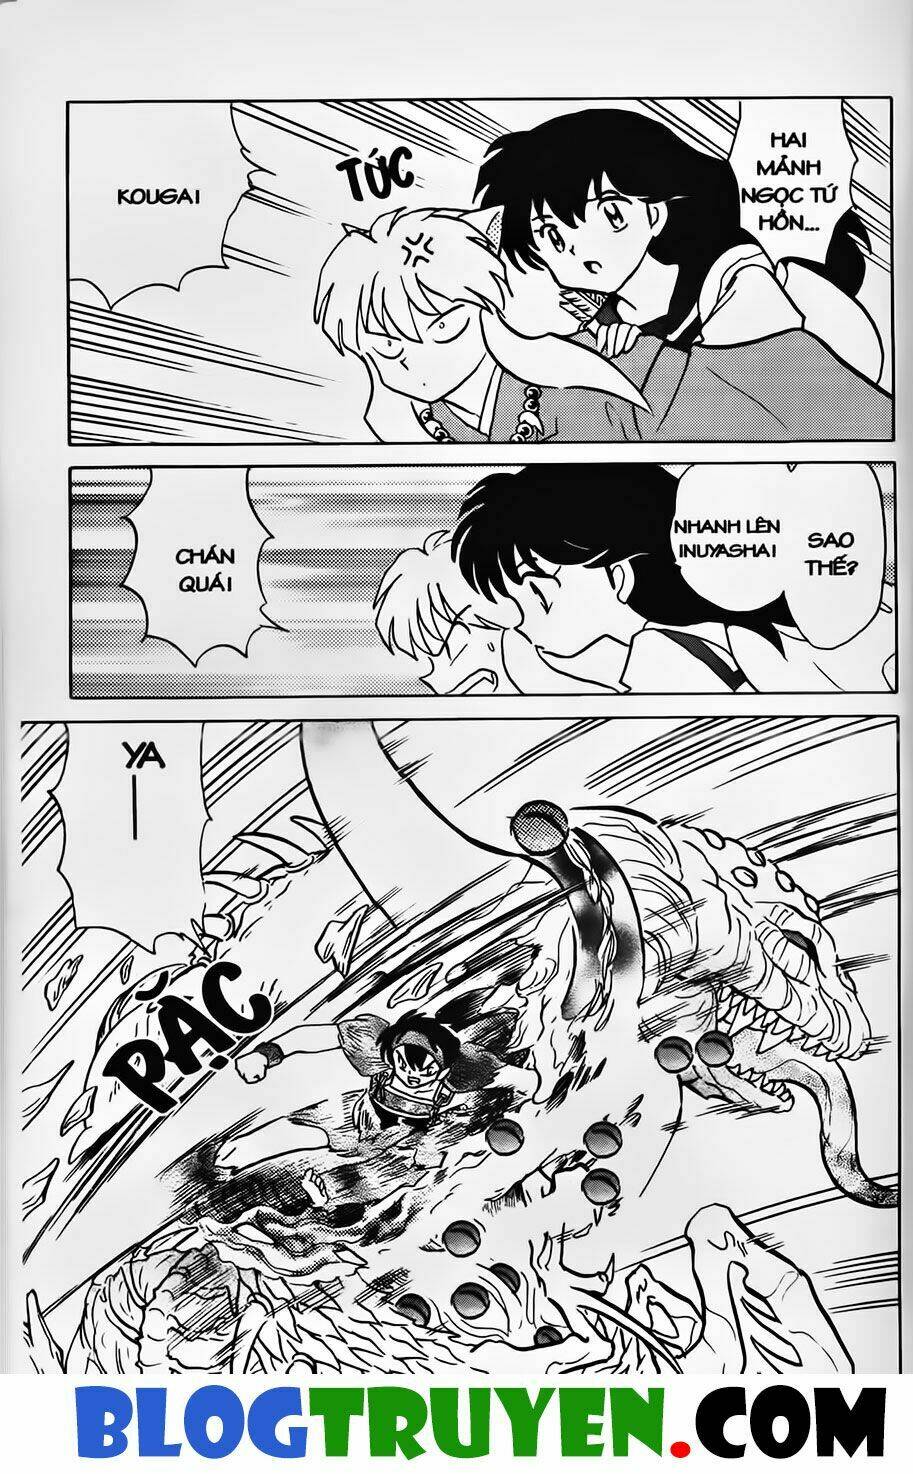 HAI
MẢNH
NGỌC TỨ
HỒN...
TỨC
KOUGA!
SAO
THẾ?
NHANH LÊN
INUYASHA!
CHÁN
QUÁ!
YA
PẶC
BLOGTRUYEN.COM